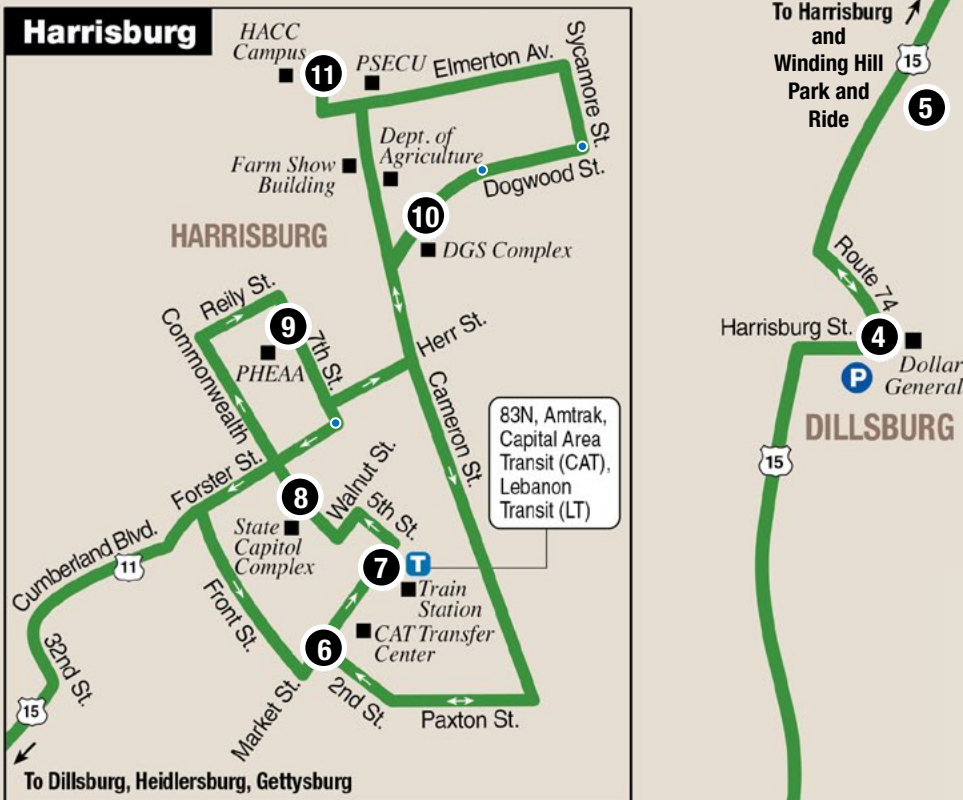 Harrisburg
HACC
Campus
11
PSECU
Elmerton Av.
Sycamore St.
Dept. of
Agriculture
Farm Show
Building
Dogwood St.
10
HARRISBURG
DGS Complex
Reily St.
9
Commonwealth
7th St.
PHEAA
Herr St.
Cameron St.
83N, Amtrak,
Capital Area
Transit (CAT),
Lebanon
Transit (LT)
Forster St.
8
Walnut St.
5th St.
State
Capitol
Complex
7
T
Train
Station
Cumberland Blvd.
11
Front St.
6
CAT Transfer
Center
32nd St.
15
Market St.
2nd St.
Paxton St.
To Dillsburg, Heidlersburg, Gettysburg
To Harrisburg
and
Winding Hill
Park and
Ride
15
5
Route 74
Harrisburg St.
4
P
Dollar
General
DILLSBURG
15